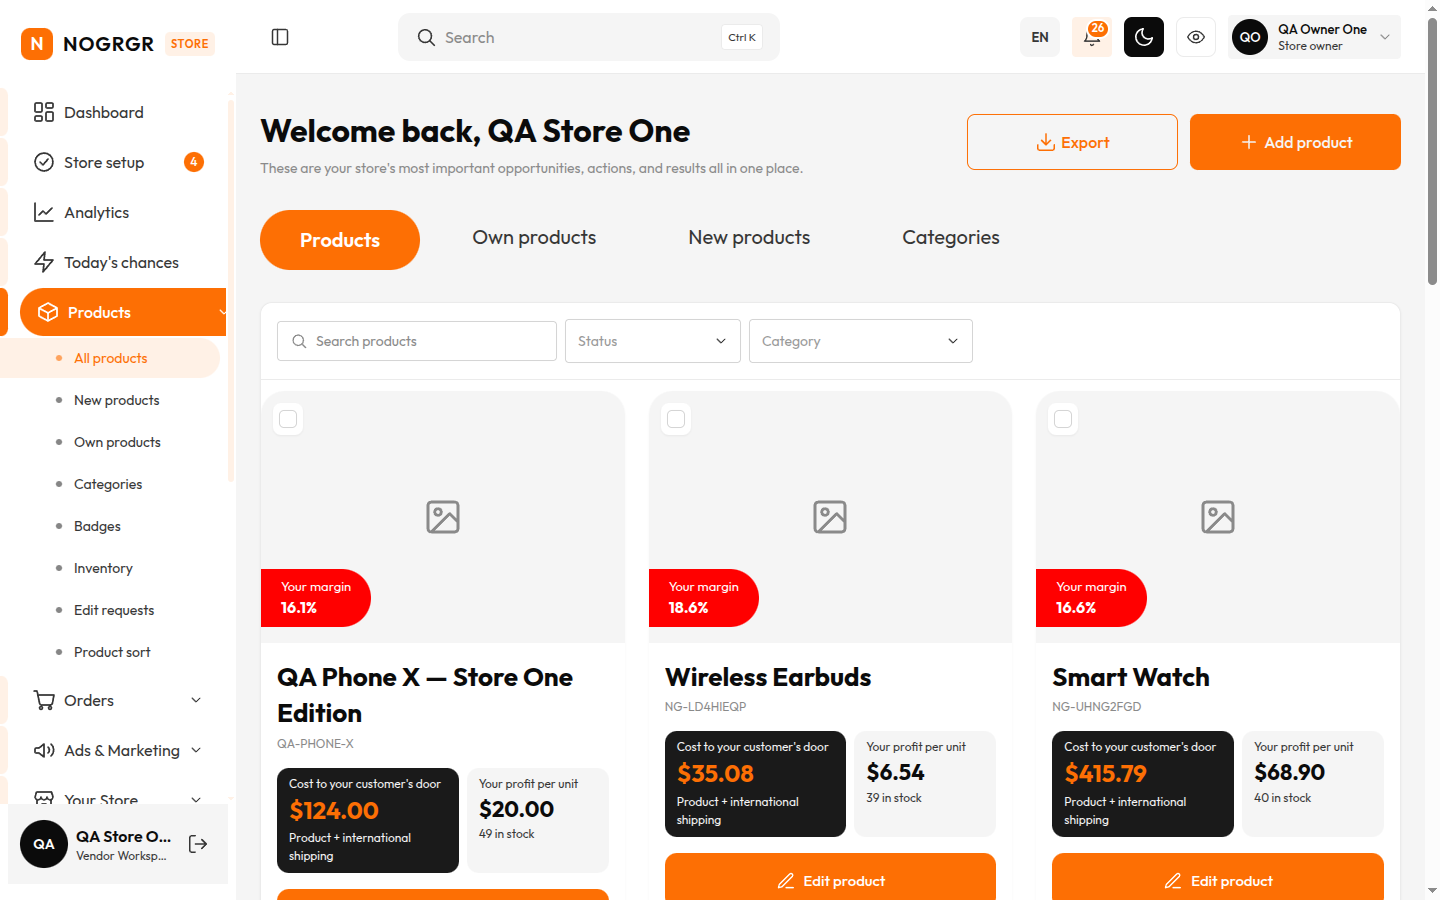 N NOGRGR STORE
Search
Ctrl K
EN
26
QO
QA Owner One
Store owner
Dashboard
Store setup 4
Analytics
Today's chances
Products
All products
New products
Own products
Categories
Badges
Inventory
Edit requests
Product sort
Orders
Ads & Marketing
Your Store
QA
QA Store O...
Vendor Worksp...
Welcome back, QA Store One
These are your store's most important opportunities, actions, and results all in one place.
Export
Add product
Products
Own products
New products
Categories
Search products
Status
Category
Your margin
16.1%
QA Phone X — Store One
Edition
QA-PHONE-X
Cost to your customer's door
$124.00
Product + international
shipping
Your profit per unit
$20.00
49 in stock
Your margin
18.6%
Wireless Earbuds
NG-LD4HIEQP
Cost to your customer's door
$35.08
Product + international
shipping
Your profit per unit
$6.54
39 in stock
Edit product
Your margin
16.6%
Smart Watch
NG-UHNG2FGD
Cost to your customer's door
$415.79
Product + international
shipping
Your profit per unit
$68.90
40 in stock
Edit product